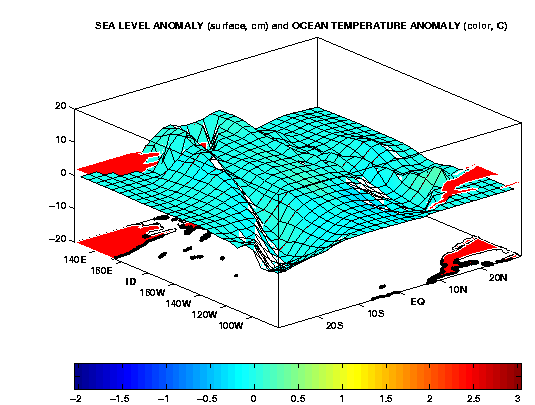 SEA LEVEL ANOMALY (surface, cm) and OCEAN TEMPERATURE ANOMALY (color, C)
20
10
0
−10
−20
140E
160E
ID
160W
140W
120W
100W
20S
10S
EQ
10N
20N
−2 −1.5 −1 −0.5 0 0.5 1 1.5 2 2.5 3